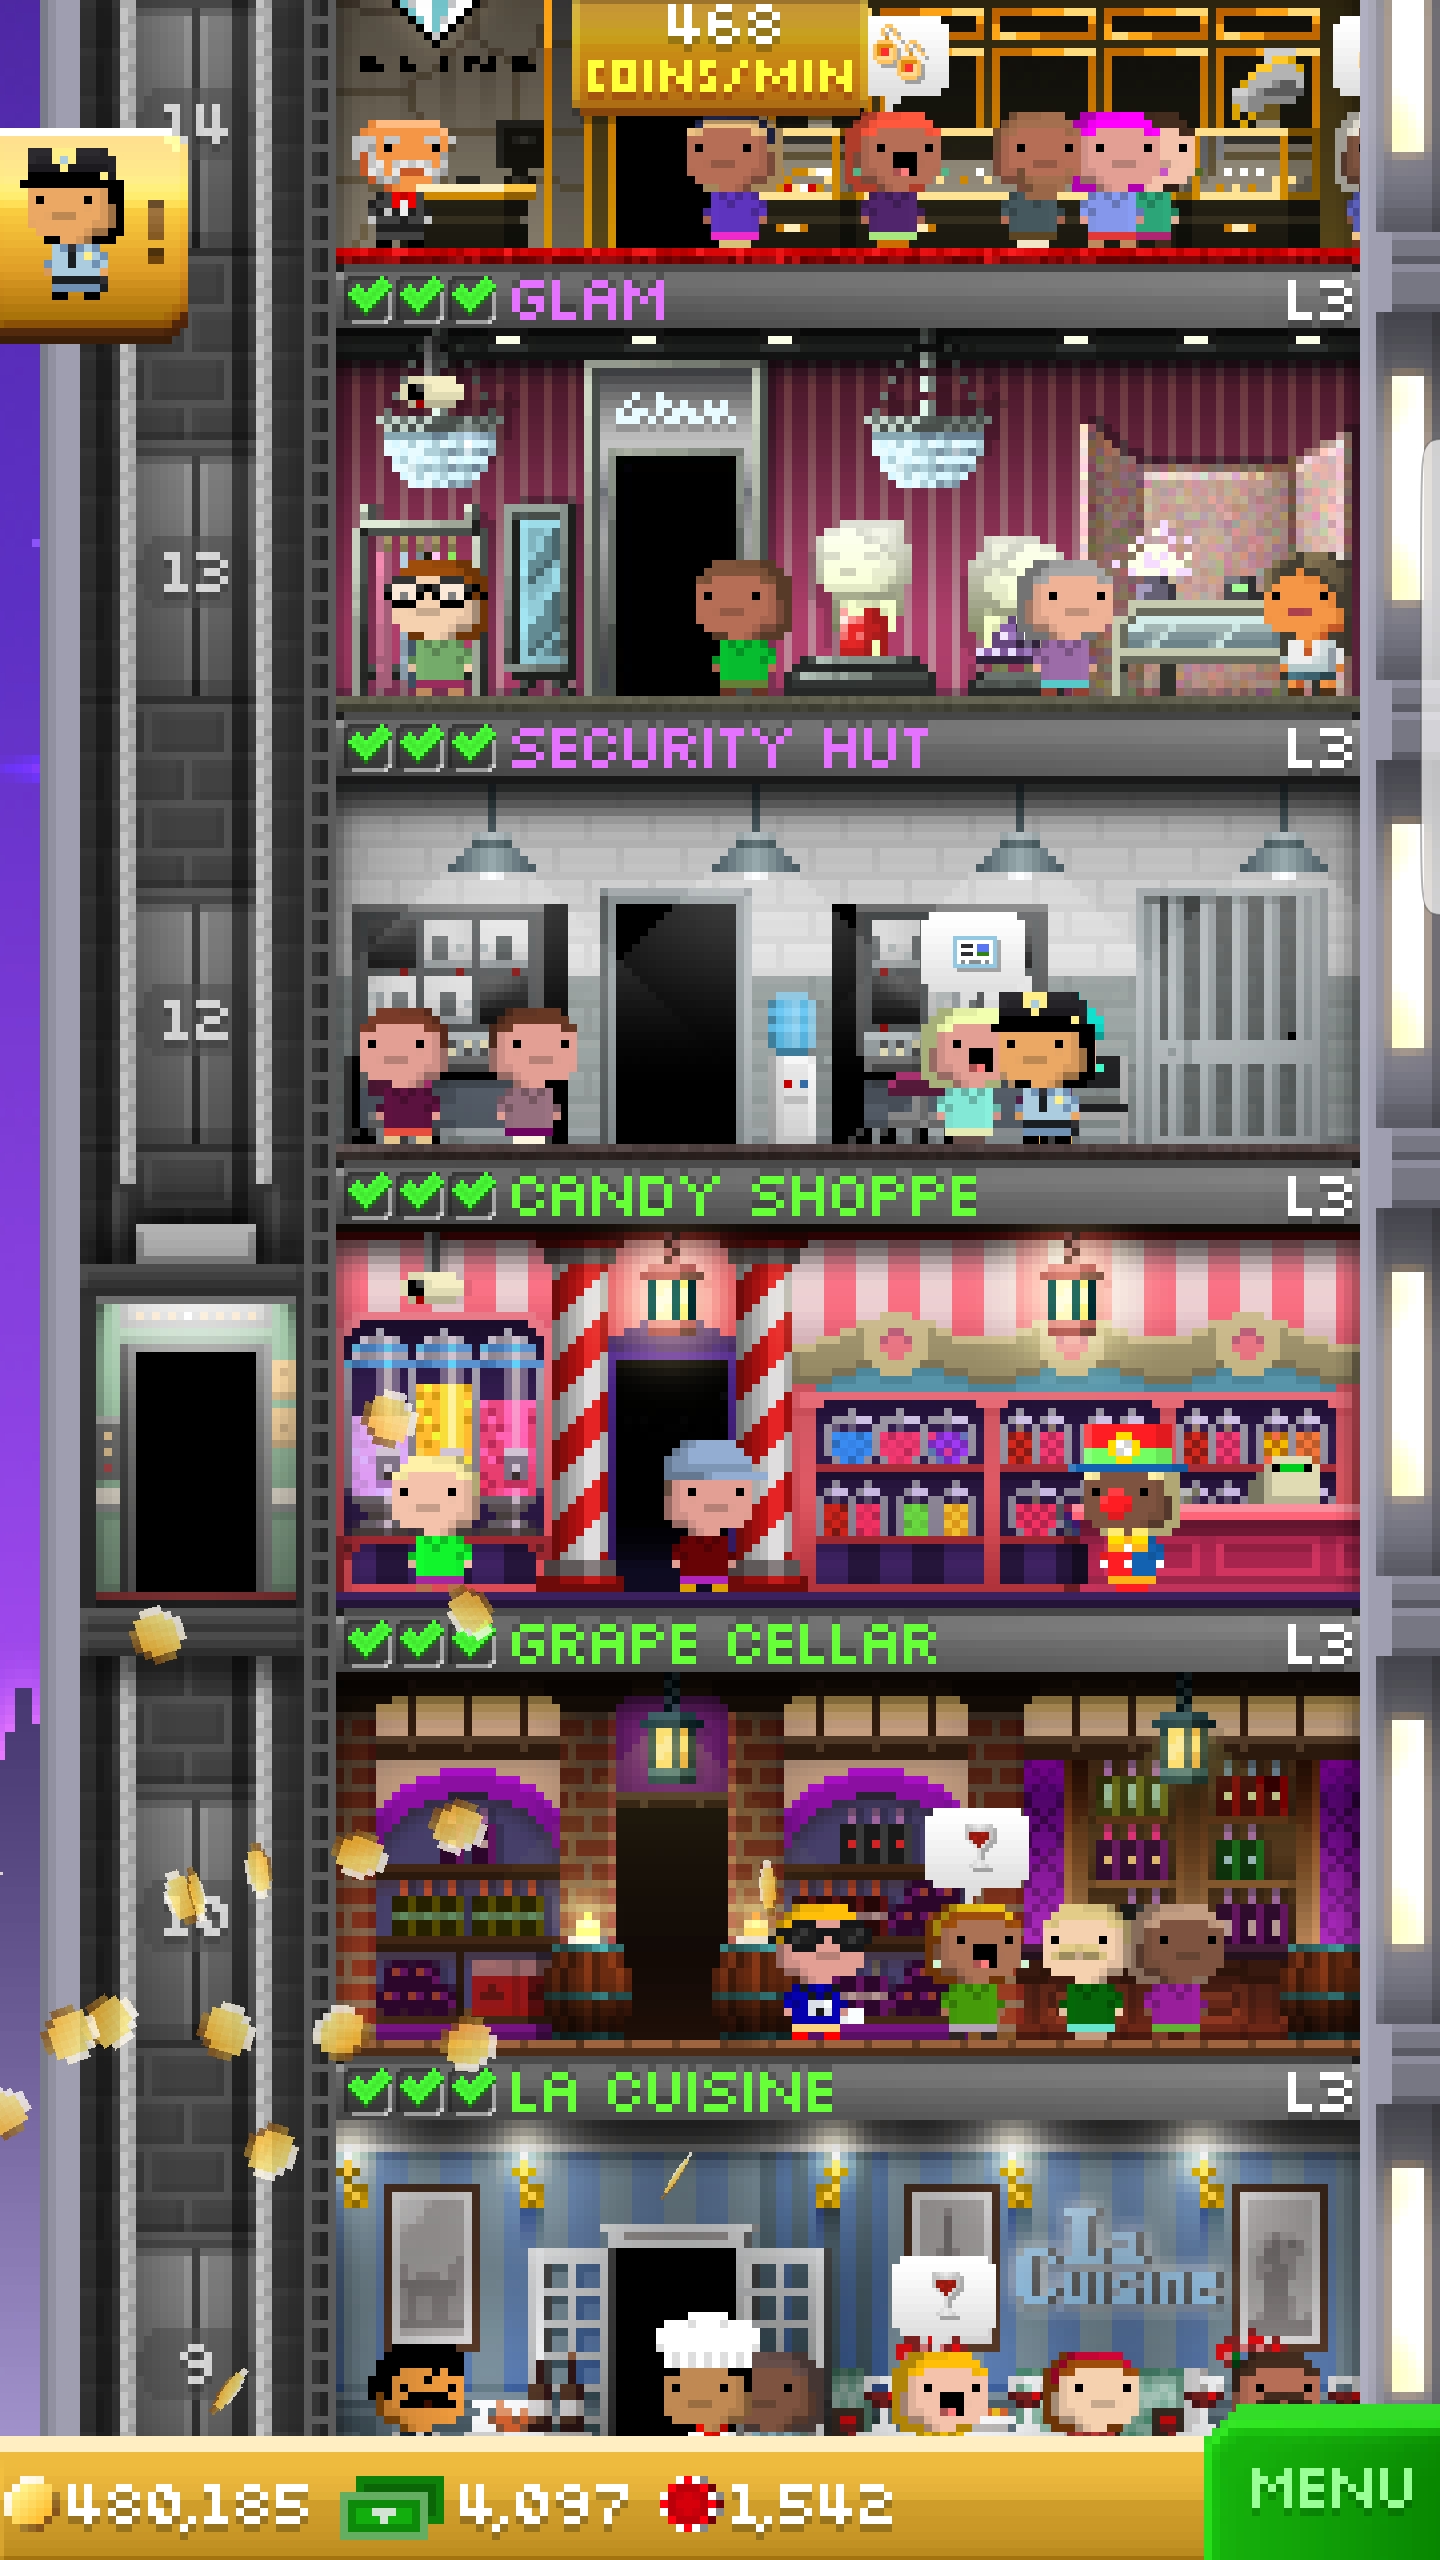 BLING
468
COINS/MIN
14
!
GLAM L3
Glam
13
SECURITY HUT L3
12
CANDY SHOPPE L3
GRAPE CELLAR L3
10
LA CUISINE L3
La
Cuisine
9
480,185 4,097 1,542
MENU